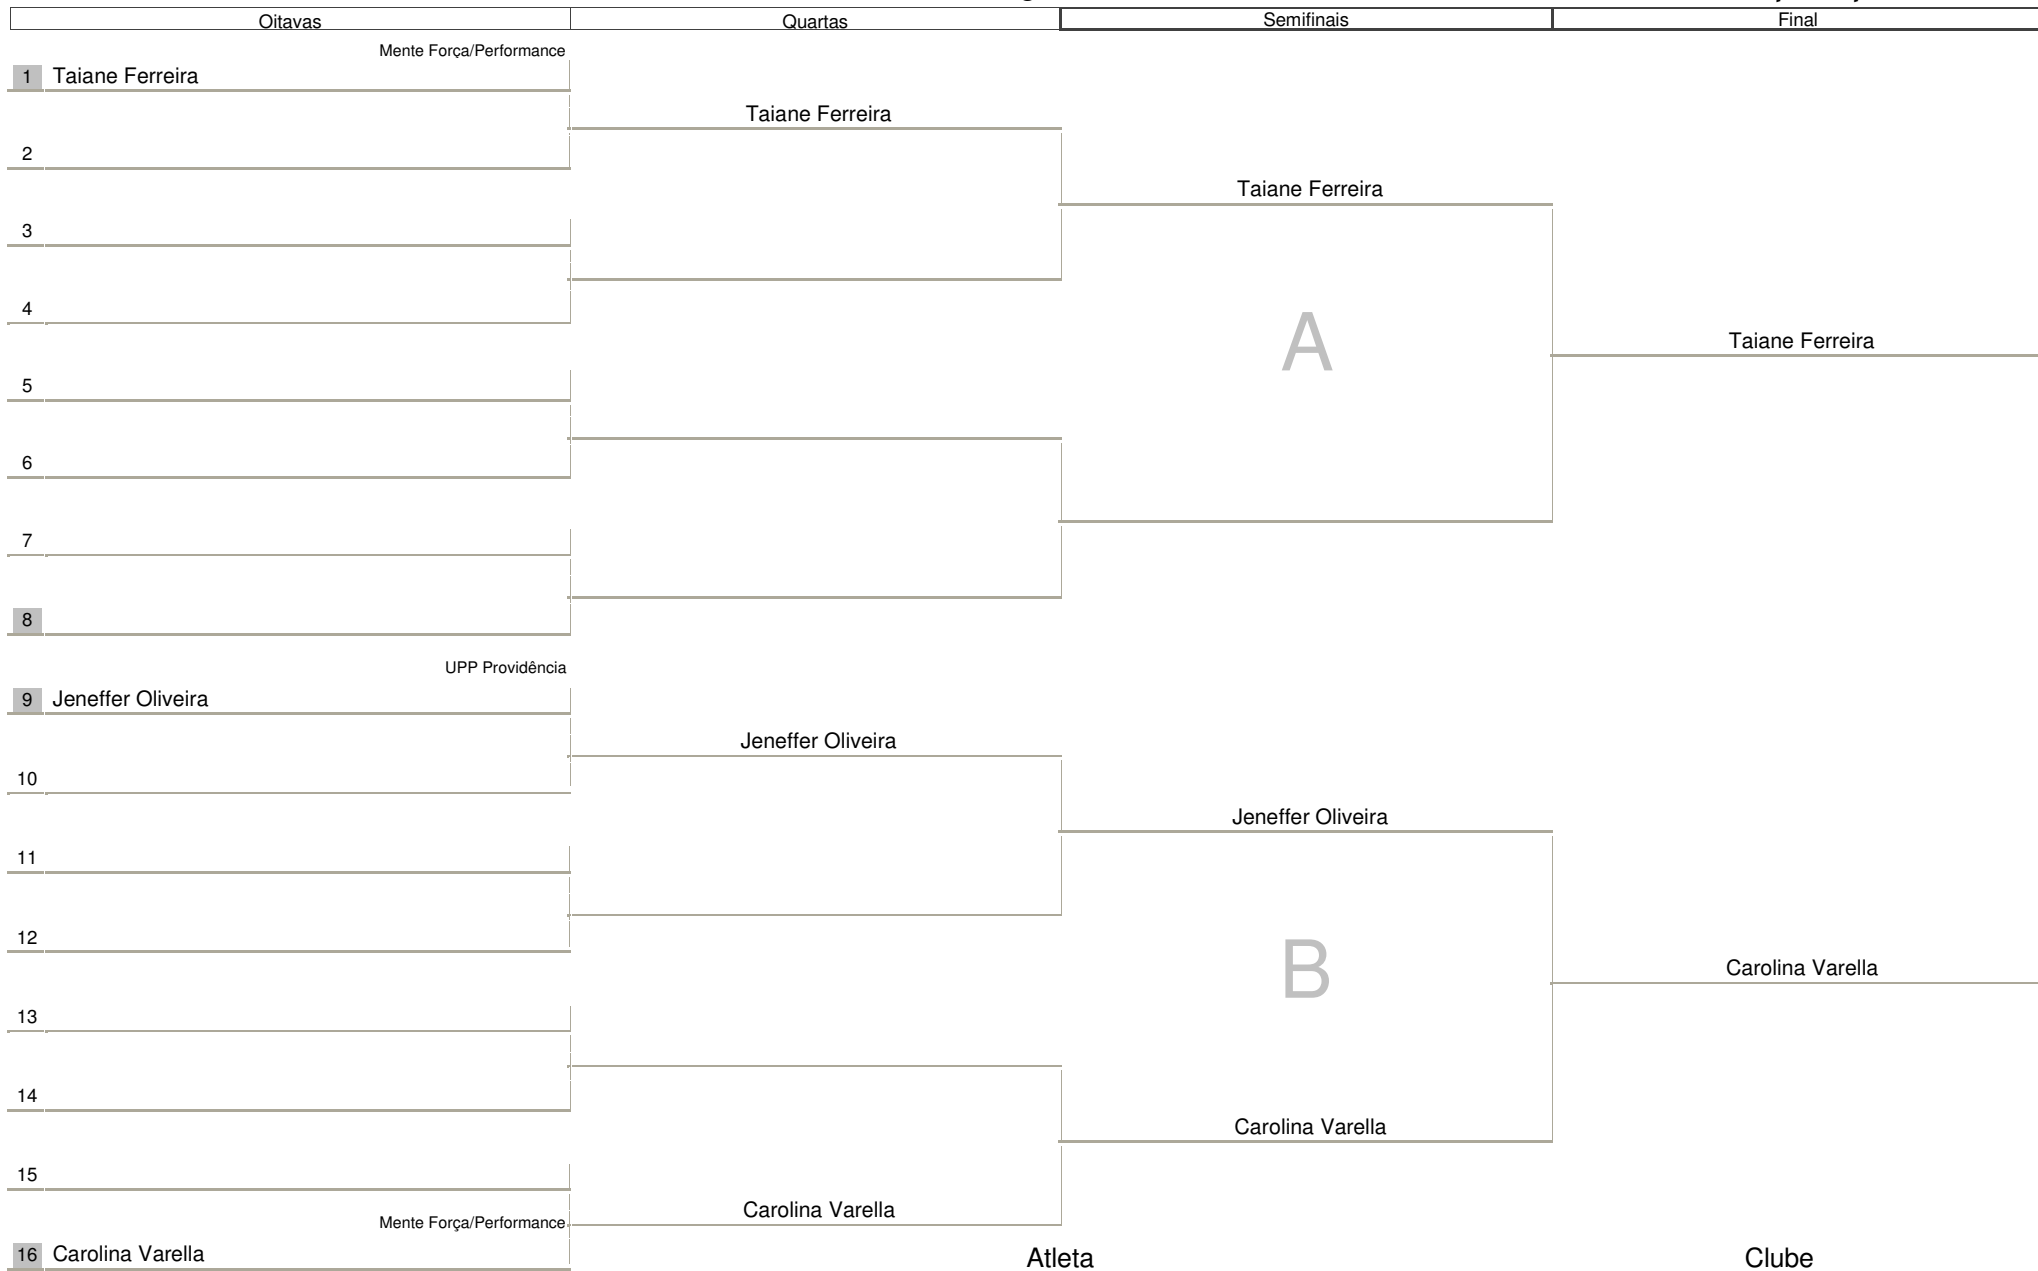 Oitavas Quartas Semifinais Final
Mente Força/Performance
1 Taiane Ferreira
Taiane Ferreira
2
Taiane Ferreira
3
4
A
Taiane Ferreira
5
6
7
8
UPP Providência
9 Jeneffer Oliveira
Jeneffer Oliveira
10
Jeneffer Oliveira
11
12
B
Carolina Varella
13
14
Carolina Varella
15
Carolina Varella
Mente Força/Performance
16 Carolina Varella
Atleta Clube